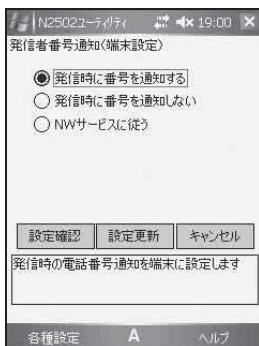 N2502ユーティリティ 19:00
発信者番号通知(端末設定)
発信時に番号を通知する
発信時に番号を通知しない
NWサービスに従う
設定確認 設定更新 キャンセル
発信時の電話番号通知を端末に設定します
各種設定 A ヘルプ